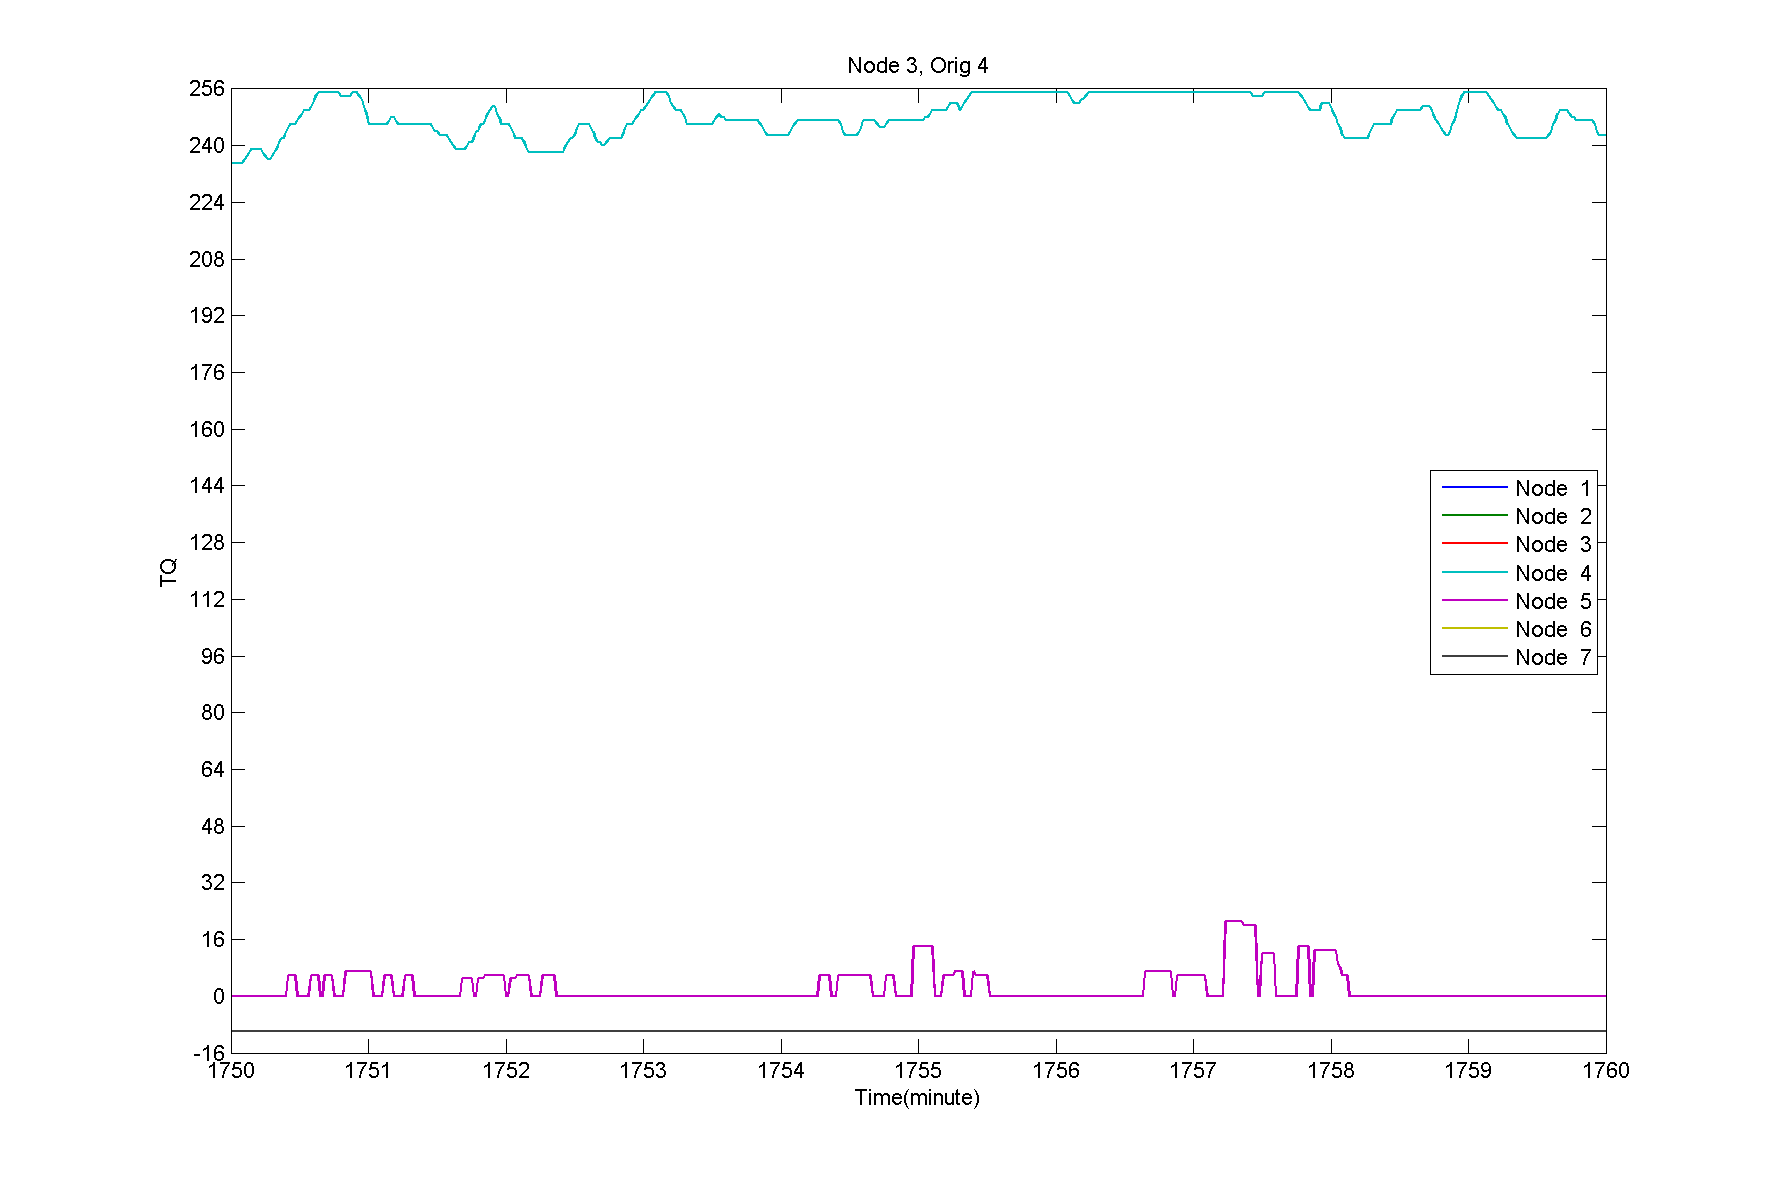 Node 3, Orig 4
256
240
224
208
192
176
160
144
128
112
96
80
64
48
32
16
0
-16
TQ
Node 1
Node 2
Node 3
Node 4
Node 5
Node 6
Node 7
1750 1751 1752 1753 1754 1755 1756 1757 1758 1759 1760
Time(minute)